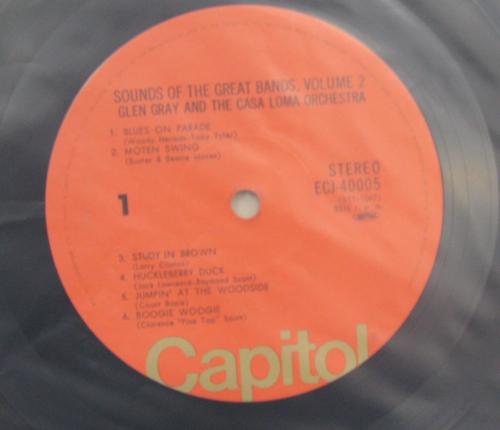 SOUNDS OF THE GREAT BANDS, VOLUME 2
GLEN GRAY AND THE CASA LOMA ORCHESTRA
1. BLUES ON PARADE
(Woody Herman-Toby Tyler)
2. MOTEN SWING
(Buster & Bennie Moten)
1
STEREO
ECJ-40005
33⅓ r.p.m.
3. STUDY IN BROWN
(Larry Clinton)
4. HUCKLEBERRY DUCK
(Jack Lawrence-Raymond Scott)
5. JUMPIN' AT THE WOODSIDE
(Count Basie)
6. BOOGIE WOOGIE
(Clarence "Pine Top" Smith)
Capitol